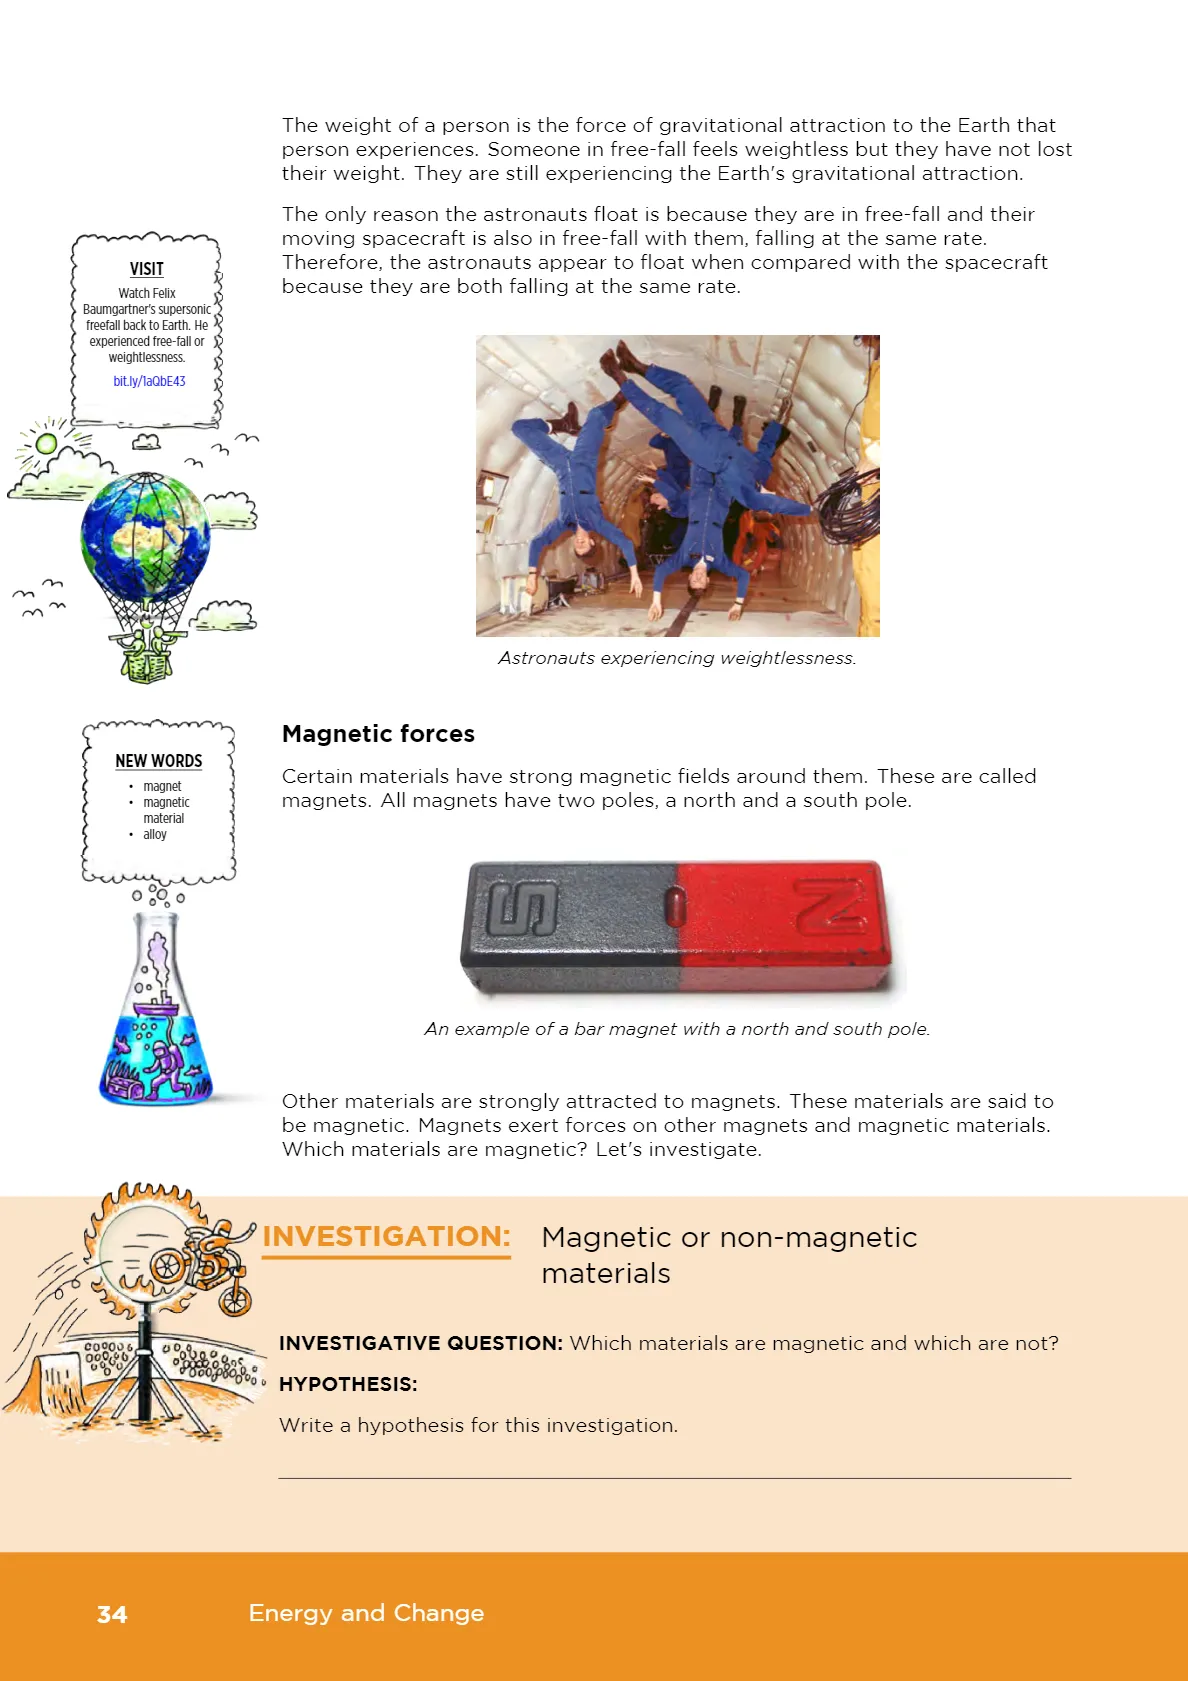 The weight of a person is the force of gravitational attraction to the Earth that
person experiences. Someone in free-fall feels weightless but they have not lost
their weight. They are still experiencing the Earth's gravitational attraction.
The only reason the astronauts float is because they are in free-fall and their
moving spacecraft is also in free-fall with them, falling at the same rate.
Therefore, the astronauts appear to float when compared with the spacecraft
because they are both falling at the same rate.
VISIT
Watch Felix
Baumgartner's supersonic
freefall back to Earth. He
experienced free-fall or
weightlessness.
bit.ly/1aQbE43
Astronauts experiencing weightlessness.
NEW WORDS
• magnet
• magnetic
material
• alloy
Magnetic forces
Certain materials have strong magnetic fields around them. These are called
magnets. All magnets have two poles, a north and a south pole.
S N
An example of a bar magnet with a north and south pole.
Other materials are strongly attracted to magnets. These materials are said to
be magnetic. Magnets exert forces on other magnets and magnetic materials.
Which materials are magnetic? Let's investigate.
INVESTIGATION: Magnetic or non-magnetic
materials
INVESTIGATIVE QUESTION: Which materials are magnetic and which are not?
HYPOTHESIS:
Write a hypothesis for this investigation.
34 Energy and Change